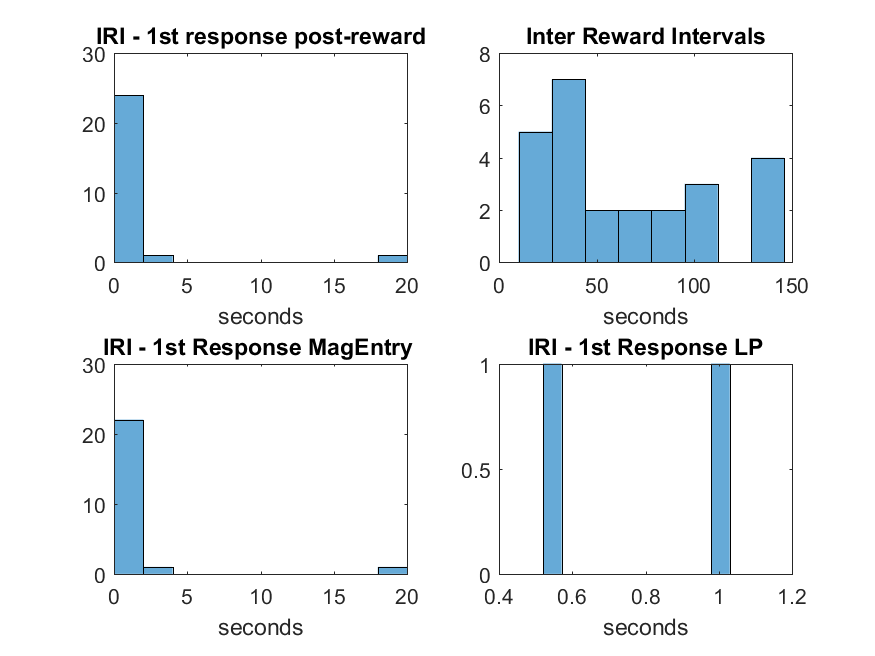 IRI - 1st response post-reward
30
20
10
0
0 5 10 15 20
seconds
Inter Reward Intervals
8
6
4
2
0
0 50 100 150
seconds
IRI - 1st Response MagEntry
30
20
10
0
0 5 10 15 20
seconds
IRI - 1st Response LP
1
0.5
0
0.4 0.6 0.8 1 1.2
seconds